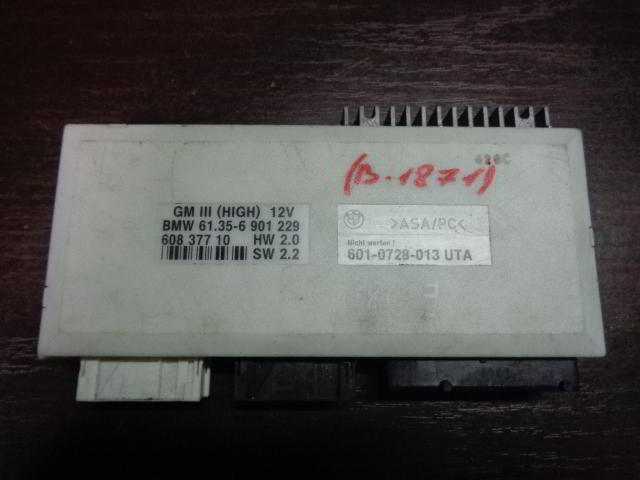 (B-1871)
GM III (HIGH) 12V
BMW 61.35-6 901 229
608 377 10 HW 2.0
SW 2.2
>ASA/PC<
Nicht werfen !
601-0728-013 UTA